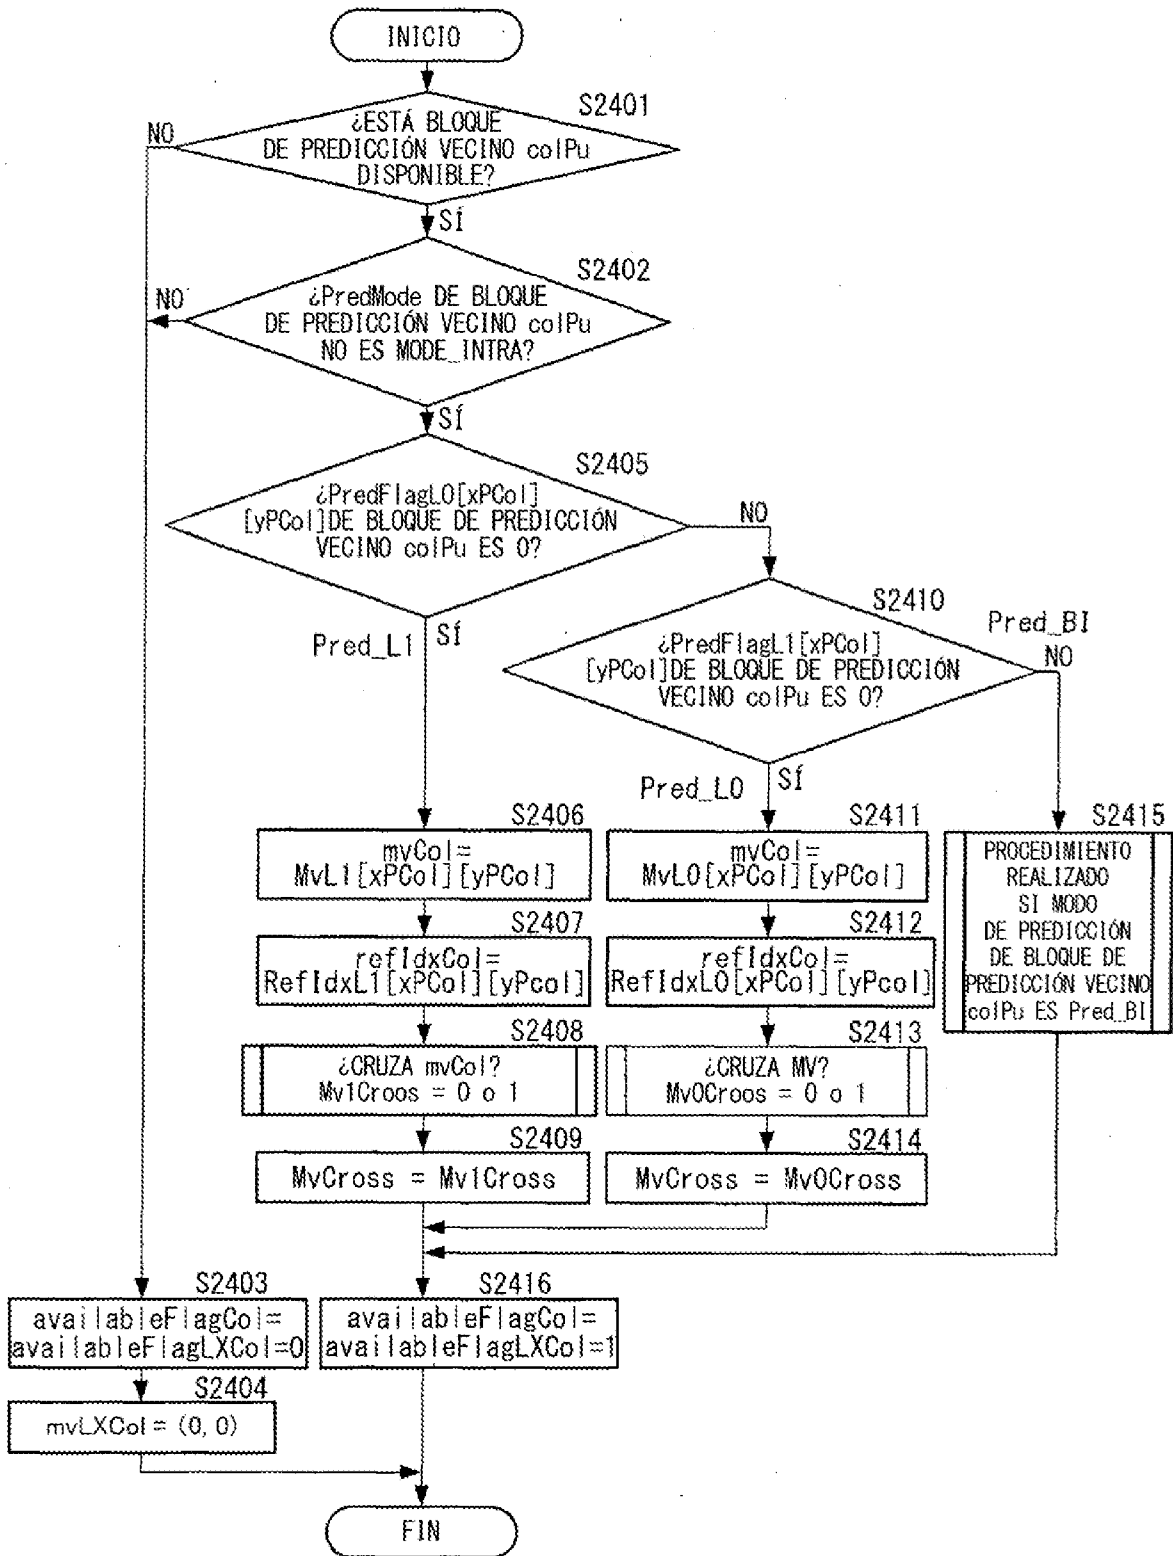 INICIO
S2401
¿ESTÁ BLOQUE
DE PREDICCIÓN VECINO colPu
DISPONIBLE?
NO
SÍ
S2402
¿PredMode DE BLOQUE
DE PREDICCIÓN VECINO colPu
NO ES MODE_INTRA?
NO
SÍ
S2405
¿PredFlagL0[xPCol]
[yPCol]DE BLOQUE DE PREDICCIÓN
VECINO colPu ES 0?
NO
Pred_L1
SÍ
S2410
¿PredFlagL1[xPCol]
[yPCol]DE BLOQUE DE PREDICCIÓN
VECINO colPu ES 0?
Pred_BI
NO
Pred_L0
SÍ
S2406
mvCol=
MvL1[xPCol][yPCol]
S2411
mvCol=
MvL0[xPCol][yPCol]
S2415
PROCEDIMIENTO
REALIZADO
SI MODO
DE PREDICCIÓN
DE BLOQUE DE
PREDICCIÓN VECINO
colPu ES Pred_BI
S2407
refIdxCol=
RefIdxL1[xPCol][yPcol]
S2412
refIdxCol=
RefIdxL0[xPCol][yPcol]
S2408
¿CRUZA mvCol?
Mv1Croos = 0 o 1
S2413
¿CRUZA MV?
Mv0Croos = 0 o 1
S2409
MvCross = Mv1Cross
S2414
MvCross = Mv0Cross
S2403
availableFlagCol=
availableFlagLXCol=0
S2416
availableFlagCol=
availableFlagLXCol=1
S2404
mvLXCol = (0, 0)
FIN